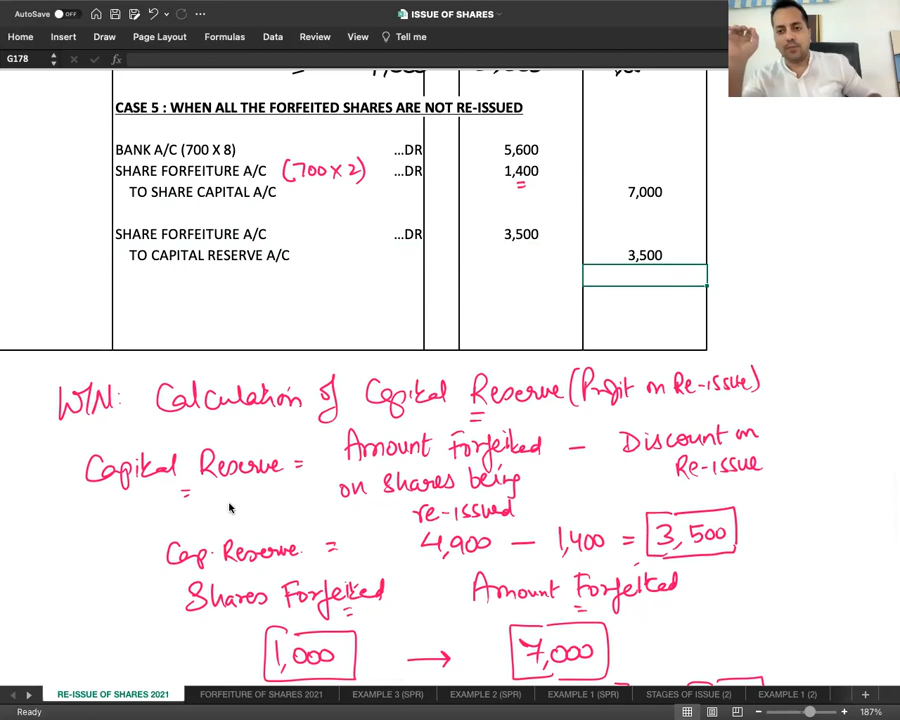 AutoSave OFF
ISSUE OF SHARES
Home Insert Draw Page Layout Formulas Data Review View Tell me
G178 fx
CASE 5 : WHEN ALL THE FORFEITED SHARES ARE NOT RE-ISSUED
BANK A/C (700 X 8) ...DR 5,600
SHARE FORFEITURE A/C (700 X 2) ...DR 1,400
TO SHARE CAPITAL A/C 7,000
SHARE FORFEITURE A/C ...DR 3,500
TO CAPITAL RESERVE A/C 3,500
W/N: Calculation of Capital Reserve (Profit on Re-issue)
Capital Reserve = Amount Forfeited - Discount on
on shares being Re-issue
re-issued
Cap. Reserve = 4,900 - 1,400 = 3,500
Shares Forfeited Amount Forfeited
1,000 → 7,000
RE-ISSUE OF SHARES 2021 FORFEITURE OF SHARES 2021 EXAMPLE 3 (SPR) EXAMPLE 2 (SPR) EXAMPLE 1 (SPR) STAGES OF ISSUE (2) EXAMPLE 1 (2) +
Ready 187%